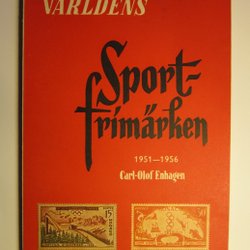 VÄRLDENS
Sport-
frimärken
1951—1956
Carl-Olof Enhagen